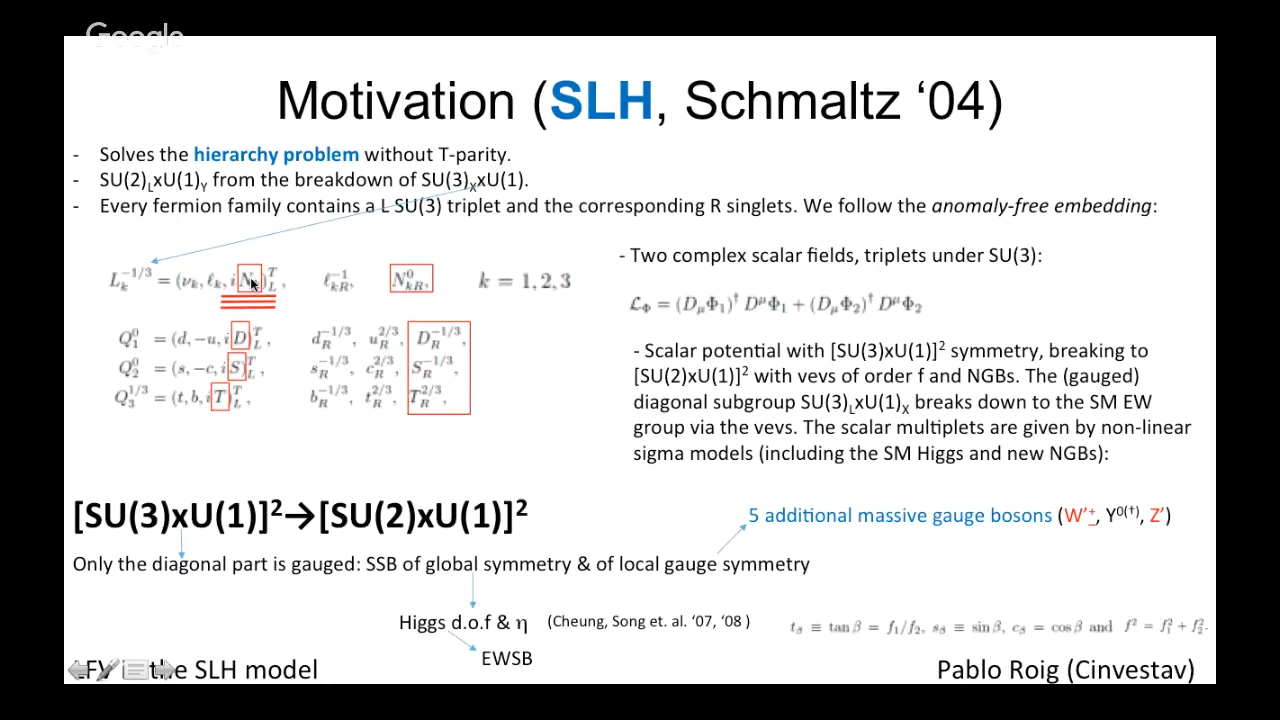 Google
Motivation (SLH, Schmaltz ‘04)
- Solves the hierarchy problem without T-parity.
- SU(2)LxU(1)Y from the breakdown of SU(3)XxU(1).
- Every fermion family contains a L SU(3) triplet and the corresponding R singlets. We follow the anomaly-free embedding:
L_k^{-1/3} = (ν_k, ℓ_k, i N_k)_L^T, ℓ_{kR}^{-1}, N_{kR}^0, k = 1, 2, 3
Q_1^0 = (d, -u, i D)_L^T, d_R^{-1/3}, u_R^{2/3}, D_R^{-1/3},
Q_2^0 = (s, -c, i S)_L^T, s_R^{-1/3}, c_R^{2/3}, S_R^{-1/3},
Q_3^{1/3} = (t, b, i T)_L^T, b_R^{-1/3}, t_R^{2/3}, T_R^{2/3},
- Two complex scalar fields, triplets under SU(3):
ℒ_Φ = (D_μΦ_1)^† D^μΦ_1 + (D_μΦ_2)^† D^μΦ_2
- Scalar potential with [SU(3)xU(1)]² symmetry, breaking to
[SU(2)xU(1)]² with vevs of order f and NGBs. The (gauged)
diagonal subgroup SU(3)LxU(1)X breaks down to the SM EW
group via the vevs. The scalar multiplets are given by non-linear
sigma models (including the SM Higgs and new NGBs):
[SU(3)xU(1)]²→[SU(2)xU(1)]²
5 additional massive gauge bosons (W’±, Y⁰⁽†⁾, Z’)
Only the diagonal part is gauged: SSB of global symmetry & of local gauge symmetry
Higgs d.o.f & η (Cheung, Song et. al. ‘07, ‘08 )
t_β ≡ tan β = f_1/f_2, s_β ≡ sin β, c_β = cos β and f² = f_1² + f_2².
EWSB
LFV in the SLH model
Pablo Roig (Cinvestav)